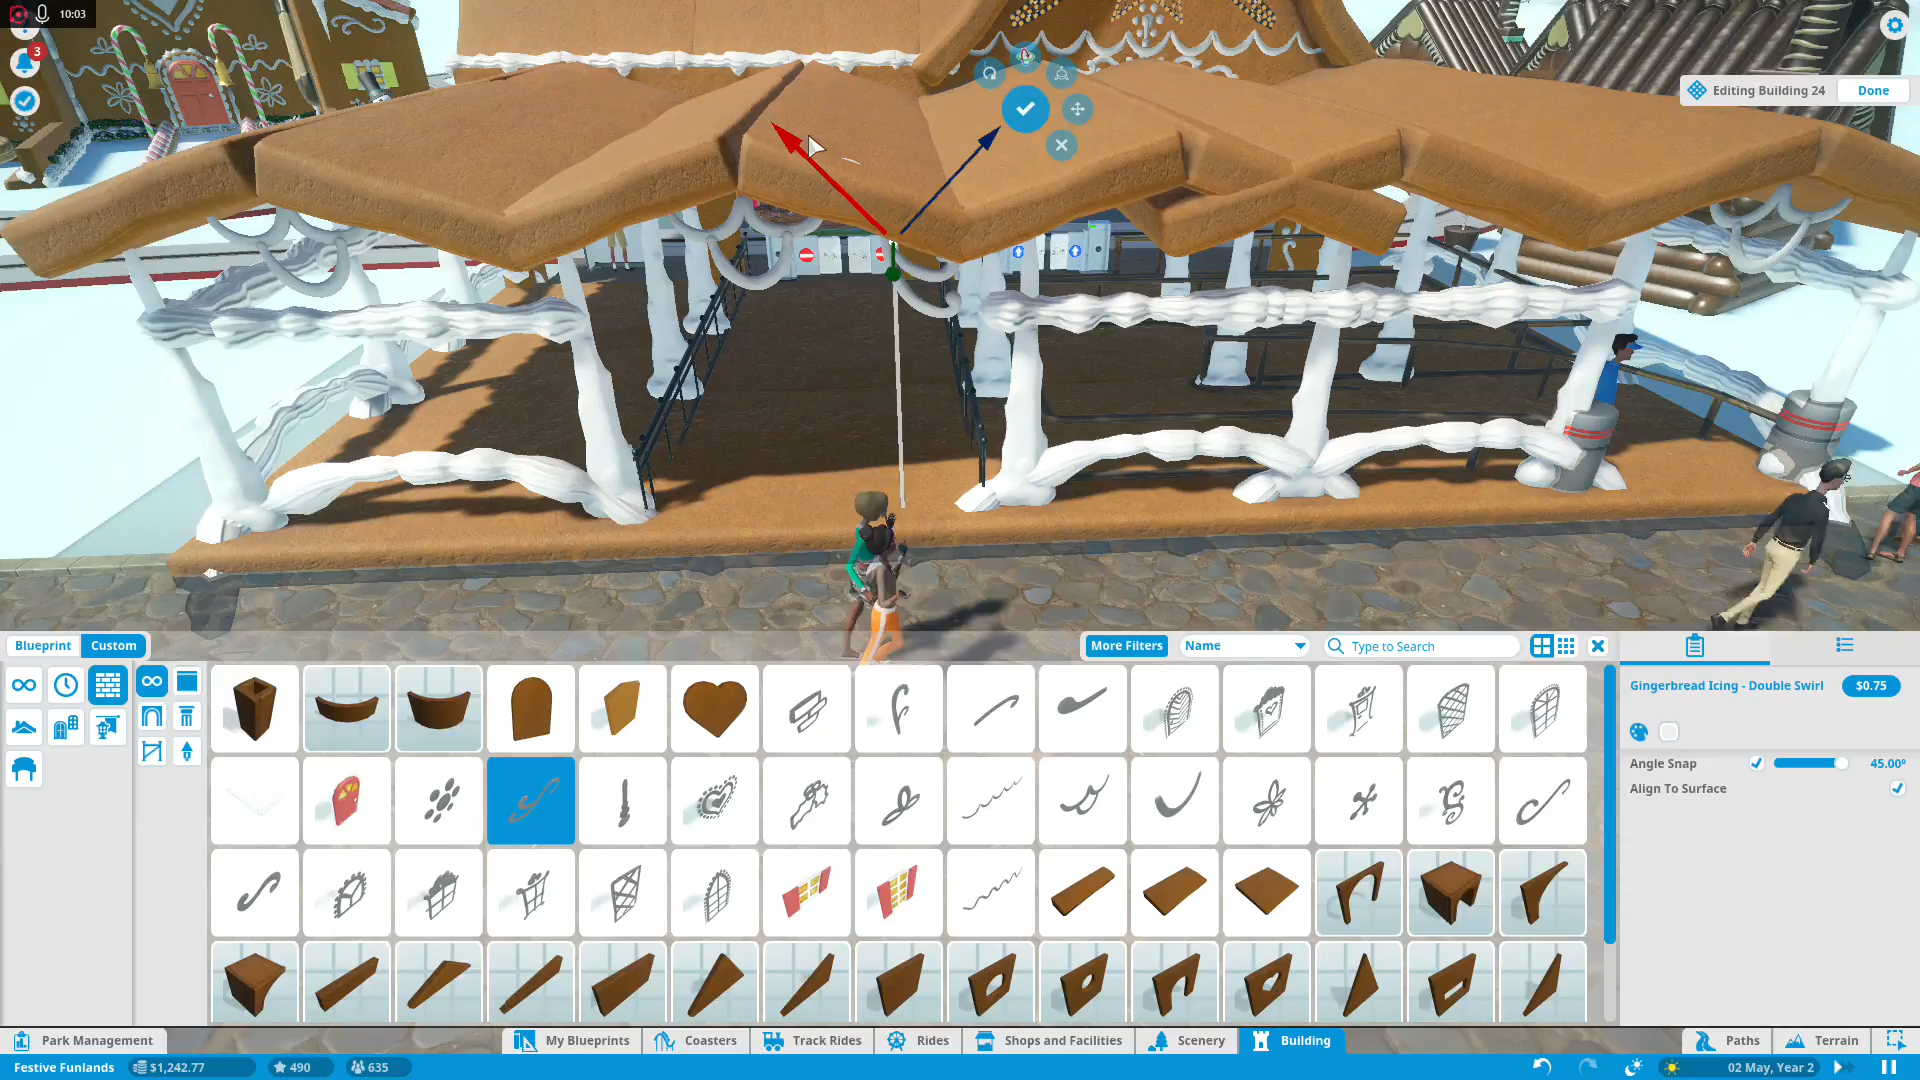 10:03
3
Editing Building 24
Done
Blueprint
Custom
More Filters
Name
Type to Search
Gingerbread Icing - Double Swirl
$0.75
Angle Snap
45.00°
Align To Surface
Park Management
My Blueprints
Coasters
Track Rides
Rides
Shops and Facilities
Scenery
Building
Paths
Terrain
Festive Funlands
$1,242.77
490
635
02 May, Year 2